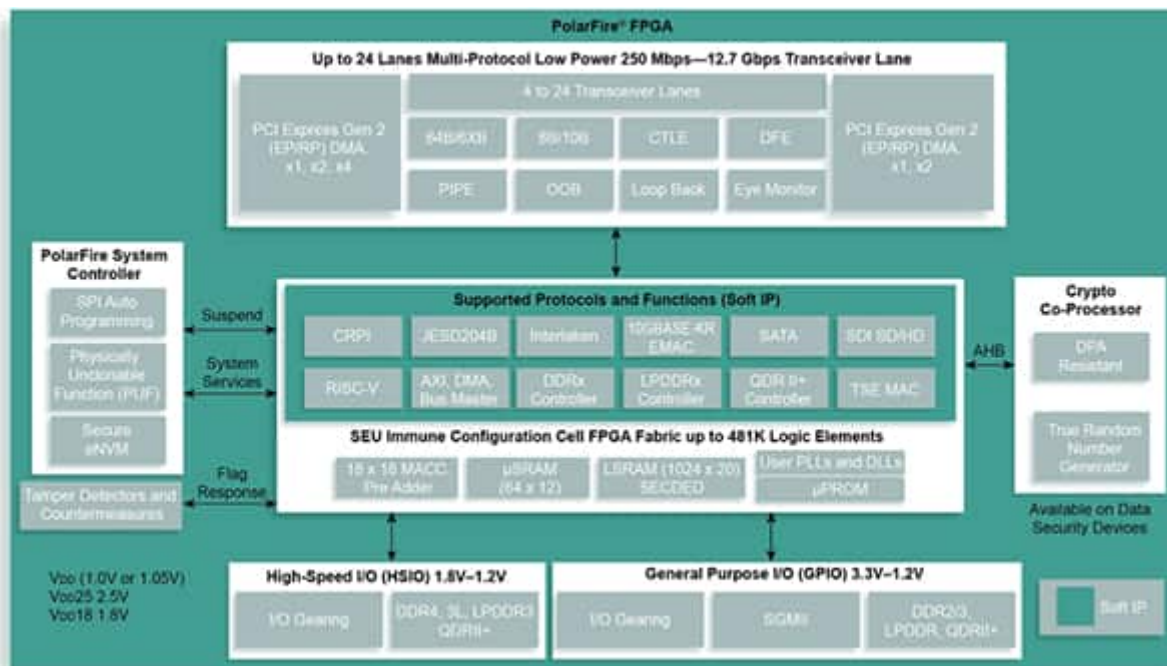 PolarFire® FPGA
Up to 24 Lanes Multi-Protocol Low Power 250 Mbps—12.7 Gbps Transceiver Lane
PCI Express Gen 2
(EP/RP) DMA,
x1, x2, x4
4 to 24 Transceiver Lanes
64B/6XB
8B/10B
CTLE
DFE
PIPE
OOB
Loop Back
Eye Monitor
PCI Express Gen 2
(EP/RP) DMA,
x1, x2
PolarFire System
Controller
SPI Auto
Programming
Physically
Unclonable
Function (PUF)
Secure
eNVM
Tamper Detectors and
Countermeasures
Suspend
System
Services
Flag
Response
Supported Protocols and Functions (Soft IP)
CRPI
JESD204B
Interlaken
10GBASE-KR
EMAC
SATA
SDI SD/HD
RISC-V
AXI, DMA,
Bus Master
DDRx
Controller
LPDDRx
Controller
QDR II+
Controller
TSE MAC
SEU Immune Configuration Cell FPGA Fabric up to 481K Logic Elements
18 x 18 MACC
Pre Adder
µSRAM
(64 x 12)
LSRAM (1024 x 20)
SECDED
User PLLs and DLLs
µPROM
AHB
Crypto
Co-Processor
DPA
Resistant
True Random
Number
Generator
Available on Data
Security Devices
VDD (1.0V or 1.05V)
VDD25 2.5V
VDD18 1.8V
High-Speed I/O (HSIO) 1.8V–1.2V
I/O Gearing
DDR4, 3L, LPDDR3
QDRII+
General Purpose I/O (GPIO) 3.3V–1.2V
I/O Gearing
SGMII
DDR2/3,
LPDDR, QDRII+
Soft IP